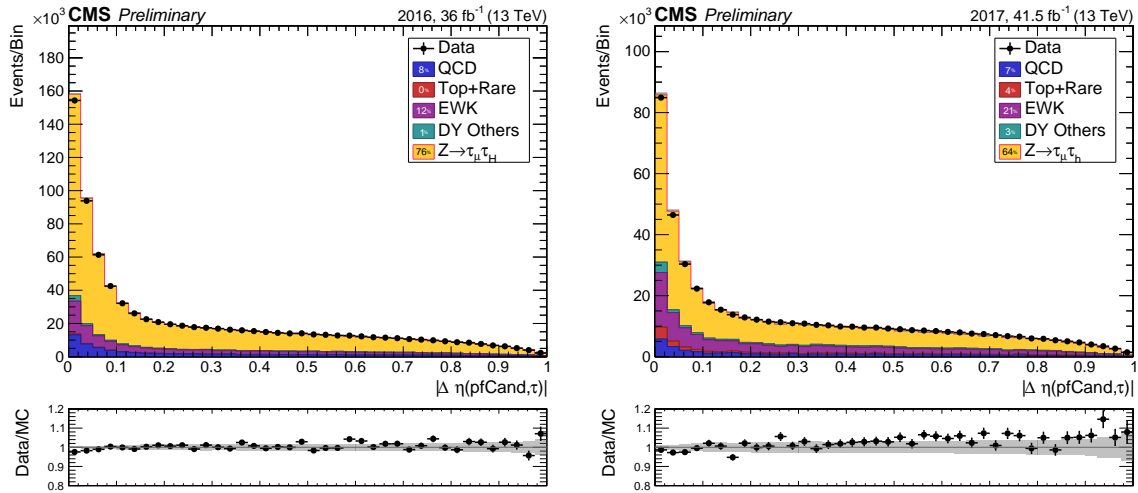 CMS Preliminary 2016, 36 fb⁻¹ (13 TeV)
×10³
Events/Bin
180
160
140
120
100
80
60
40
20
0
Data
8% QCD
0% Top+Rare
12% EWK
1% DY Others
76% Z→τ_μτ_H
0 0.1 0.2 0.3 0.4 0.5 0.6 0.7 0.8 0.9 1
|Δ η(pfCand,τ)|
Data/MC
1.2
1.1
1
0.9
0.8
CMS Preliminary 2017, 41.5 fb⁻¹ (13 TeV)
×10³
Events/Bin
100
80
60
40
20
0
Data
7% QCD
4% Top+Rare
21% EWK
3% DY Others
64% Z→τ_μτ_h
0 0.1 0.2 0.3 0.4 0.5 0.6 0.7 0.8 0.9 1
|Δ η(pfCand,τ)|
Data/MC
1.2
1.1
1
0.9
0.8